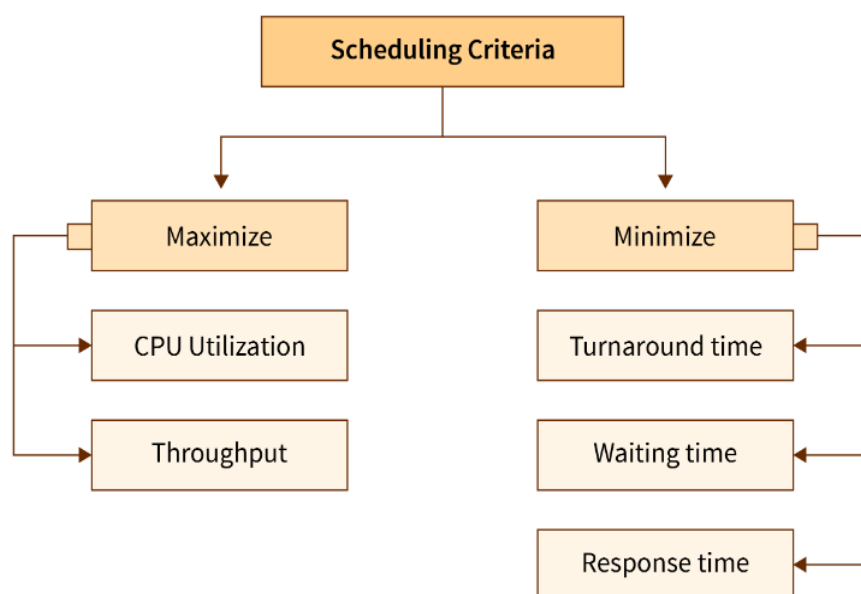 Scheduling Criteria
Maximize
CPU Utilization
Throughput
Minimize
Turnaround time
Waiting time
Response time